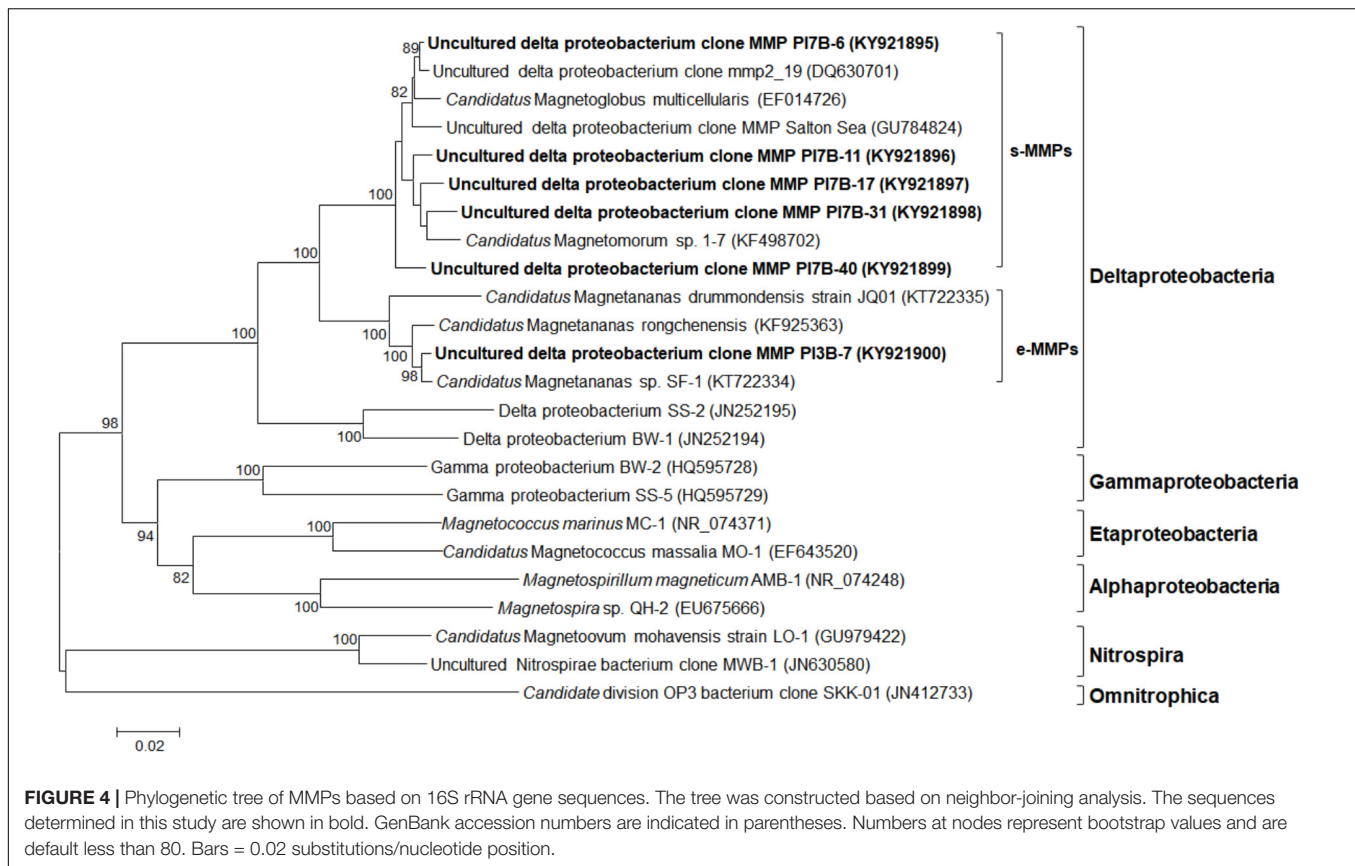 89
Uncultured delta proteobacterium clone MMP PI7B-6 (KY921895)
Uncultured delta proteobacterium clone mmp2_19 (DQ630701)
82
Candidatus Magnetoglobus multicellularis (EF014726)
Uncultured delta proteobacterium clone MMP Salton Sea (GU784824)
s-MMPs
Uncultured delta proteobacterium clone MMP PI7B-11 (KY921896)
100
Uncultured delta proteobacterium clone MMP PI7B-17 (KY921897)
Uncultured delta proteobacterium clone MMP PI7B-31 (KY921898)
Candidatus Magnetomorum sp. 1-7 (KF498702)
100
Uncultured delta proteobacterium clone MMP PI7B-40 (KY921899)
Deltaproteobacteria
Candidatus Magnetananas drummondensis strain JQ01 (KT722335)
100
100
Candidatus Magnetananas rongchenensis (KF925363)
100
Uncultured delta proteobacterium clone MMP PI3B-7 (KY921900)
e-MMPs
98
Candidatus Magnetananas sp. SF-1 (KT722334)
Delta proteobacterium SS-2 (JN252195)
98
100
Delta proteobacterium BW-1 (JN252194)
100
Gamma proteobacterium BW-2 (HQ595728)
Gammaproteobacteria
Gamma proteobacterium SS-5 (HQ595729)
94
100
Magnetococcus marinus MC-1 (NR_074371)
Etaproteobacteria
Candidatus Magnetococcus massalia MO-1 (EF643520)
82
Magnetospirillum magneticum AMB-1 (NR_074248)
Alphaproteobacteria
100
Magnetospira sp. QH-2 (EU675666)
100
Candidatus Magnetoovum mohavensis strain LO-1 (GU979422)
Nitrospira
Uncultured Nitrospirae bacterium clone MWB-1 (JN630580)
Candidate division OP3 bacterium clone SKK-01 (JN412733)
Omnitrophica
0.02
FIGURE 4 | Phylogenetic tree of MMPs based on 16S rRNA gene sequences. The tree was constructed based on neighbor-joining analysis. The sequences
determined in this study are shown in bold. GenBank accession numbers are indicated in parentheses. Numbers at nodes represent bootstrap values and are
default less than 80. Bars = 0.02 substitutions/nucleotide position.